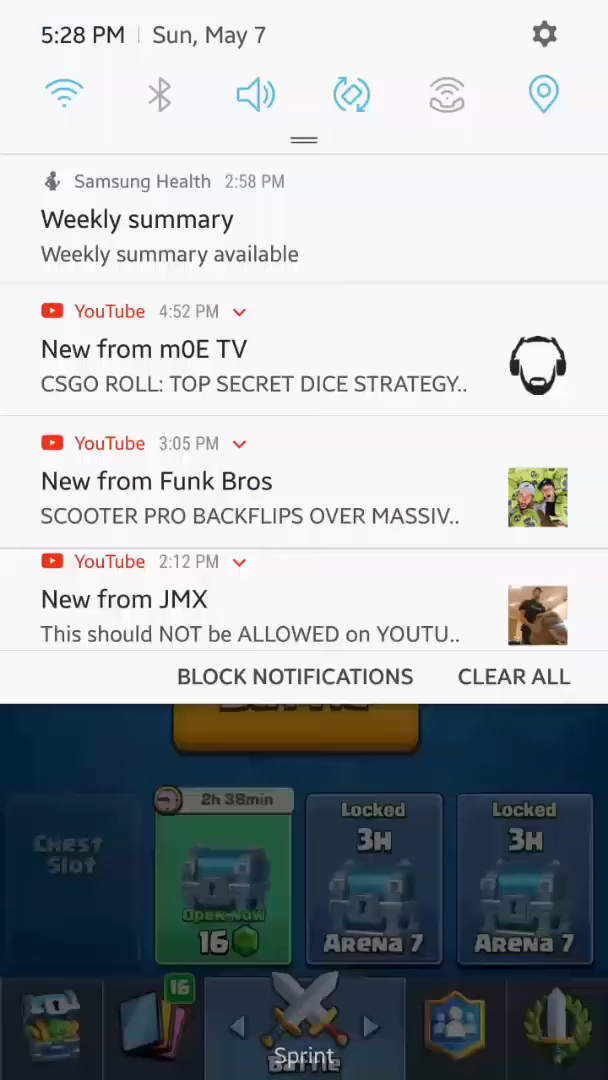 5:28 PM | Sun, May 7
Samsung Health 2:58 PM
Weekly summary
Weekly summary available
YouTube 4:52 PM
New from m0E TV
CSGO ROLL: TOP SECRET DICE STRATEGY..
YouTube 3:05 PM
New from Funk Bros
SCOOTER PRO BACKFLIPS OVER MASSIV..
YouTube 2:12 PM
New from JMX
This should NOT be ALLOWED on YOUTU..
BLOCK NOTIFICATIONS CLEAR ALL
Battle
2h 38min
Locked
Locked
Chest
Slot
3H
3H
Open Now
16
Arena 7
Arena 7
16
Battle
Sprint